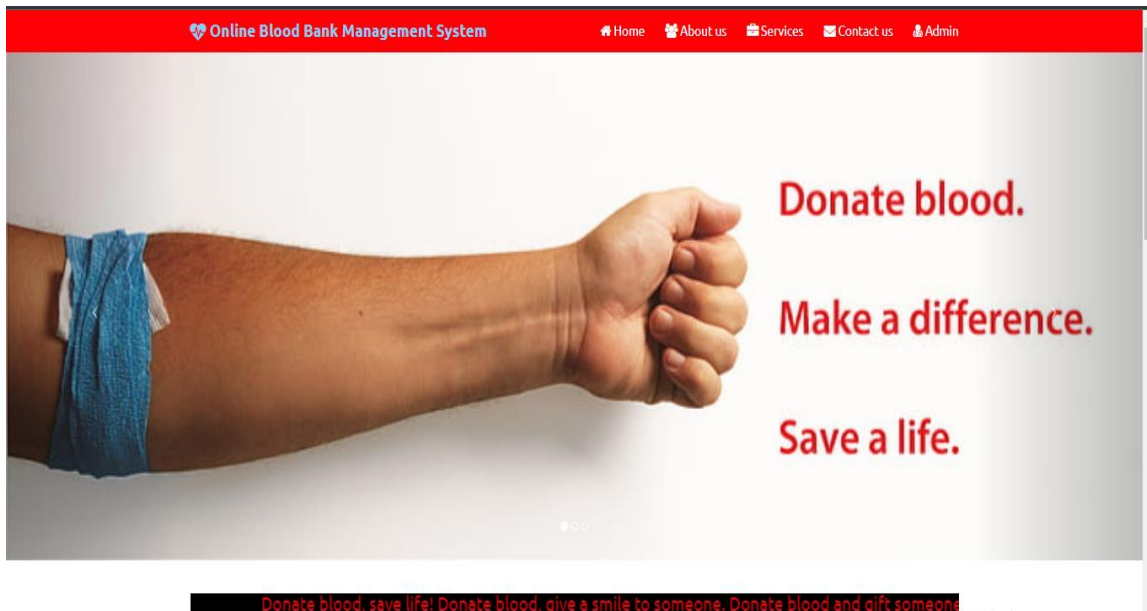 Online Blood Bank Management System
Home About us Services Contact us Admin
Donate blood.
Make a difference.
Save a life.
Donate blood, save life! Donate blood, give a smile to someone. Donate blood and gift someone